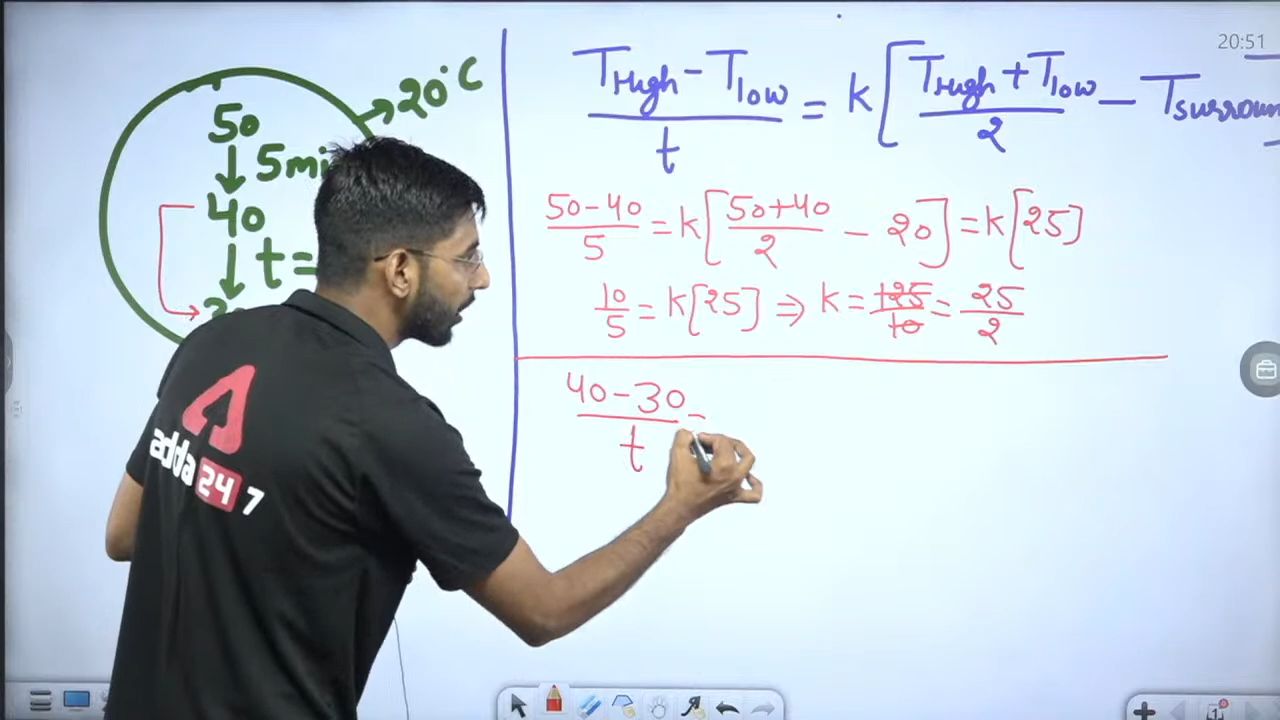 20:51
20°C
50
↓ 5mi
40
↓ t=
T_High - T_low / t = k [ T_High + T_low / 2 - T_surroun
50-40 / 5 = k [ 50+40 / 2 - 20 ] = k [25]
10/5 = k [25] ⇒ k = 125/10 = 25/2
40-30 / t =
adda 247